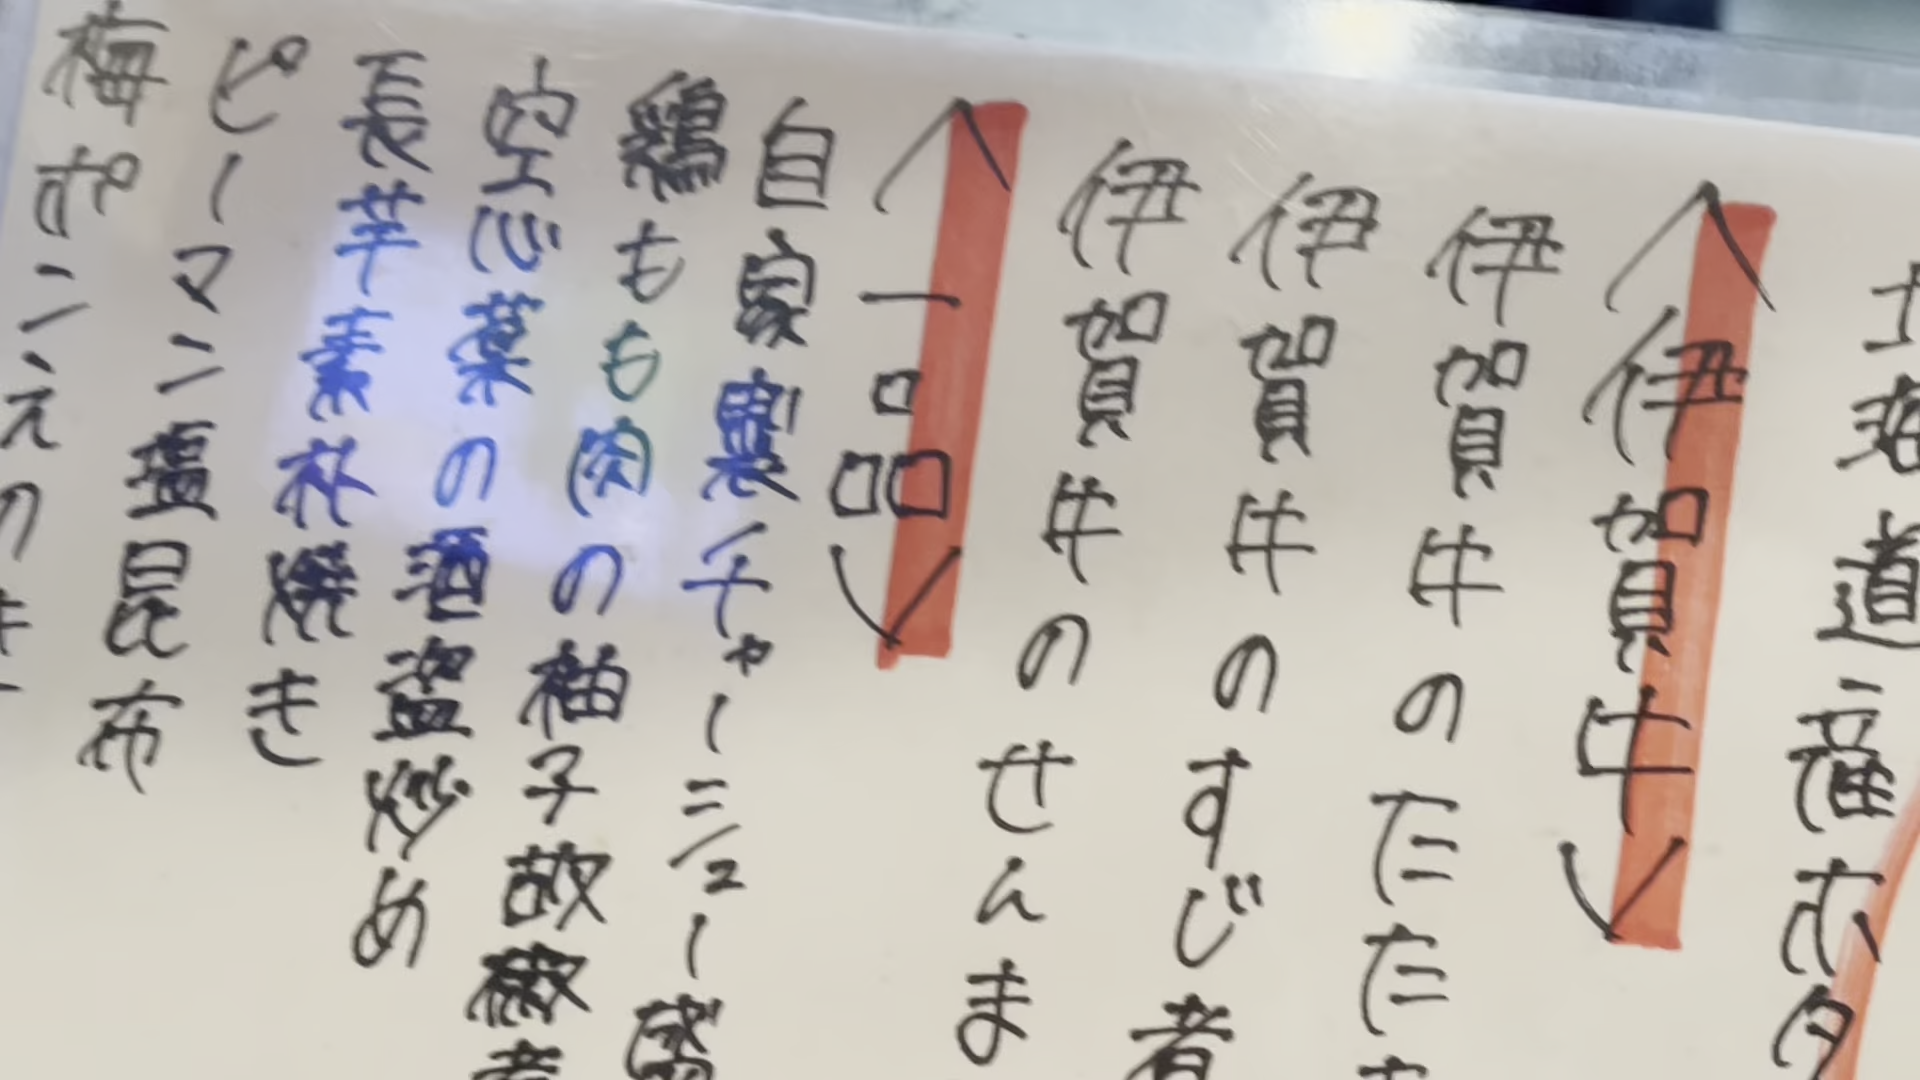 北海道産ホタ
〈伊賀牛〉
伊賀牛のたた
伊賀牛のすじ煮
伊賀牛のせんま
〈一品〉
自家製チャーシュー盛
鶏もも肉の柚子胡椒煮
空心菜の酒盗炒め
長芋素揚焼き
ピーマン塩昆布
梅ポン
えの